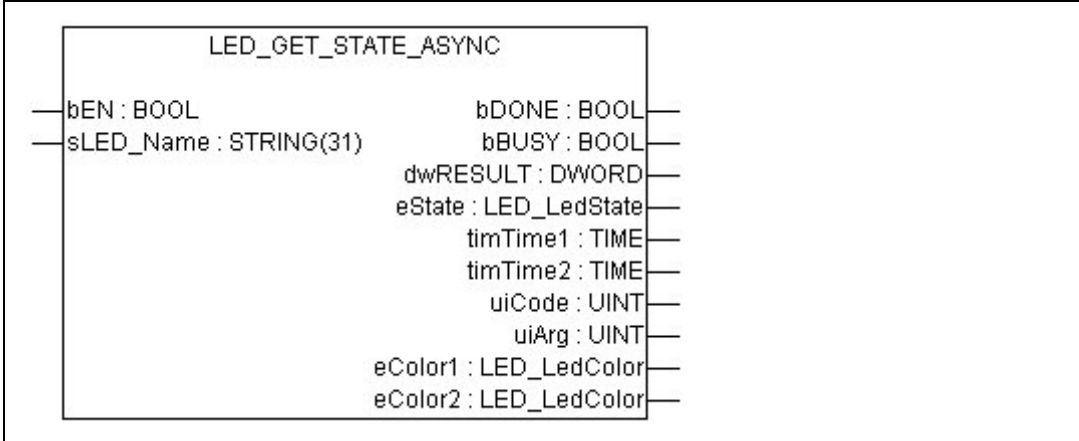 LED_GET_STATE_ASYNC
bEN : BOOL bDONE : BOOL
sLED_Name : STRING(31) bBUSY : BOOL
dwRESULT : DWORD
eState : LED_LedState
timTime1 : TIME
timTime2 : TIME
uiCode : UINT
uiArg : UINT
eColor1 : LED_LedColor
eColor2 : LED_LedColor